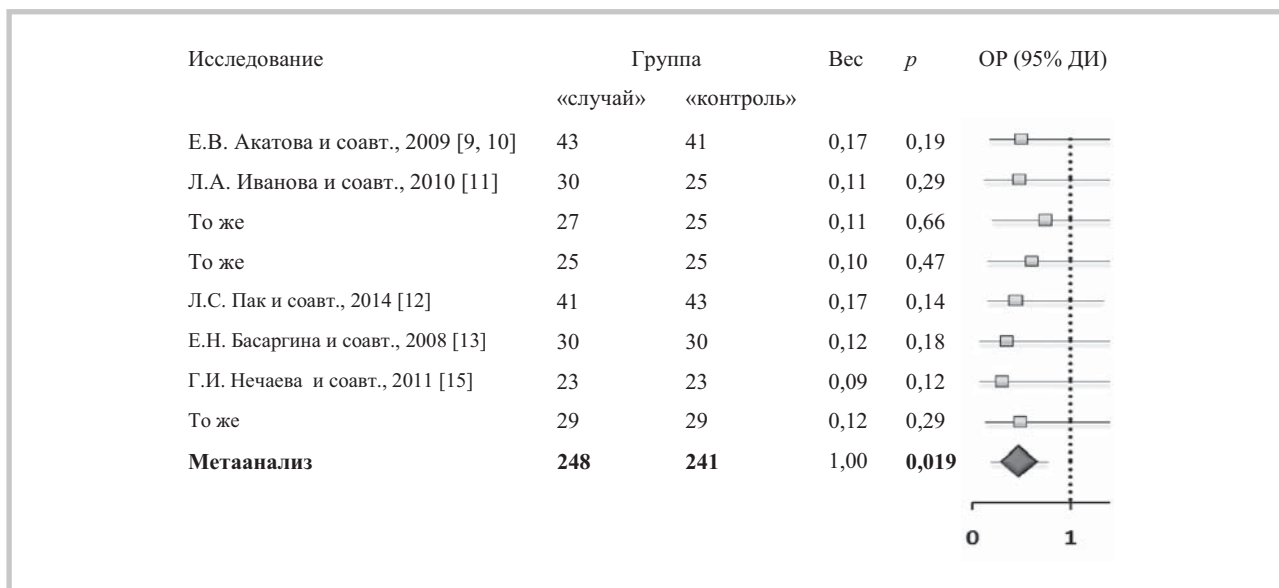 Исследование Группа Вес p ОР (95% ДИ)
«случай» «контроль»
Е.В. Акатова и соавт., 2009 [9, 10] 43 41 0,17 0,19
Л.А. Иванова и соавт., 2010 [11] 30 25 0,11 0,29
То же 27 25 0,11 0,66
То же 25 25 0,10 0,47
Л.С. Пак и соавт., 2014 [12] 41 43 0,17 0,14
Е.Н. Басаргина и соавт., 2008 [13] 30 30 0,12 0,18
Г.И. Нечаева и соавт., 2011 [15] 23 23 0,09 0,12
То же 29 29 0,12 0,29
Метаанализ 248 241 1,00 0,019
0 1